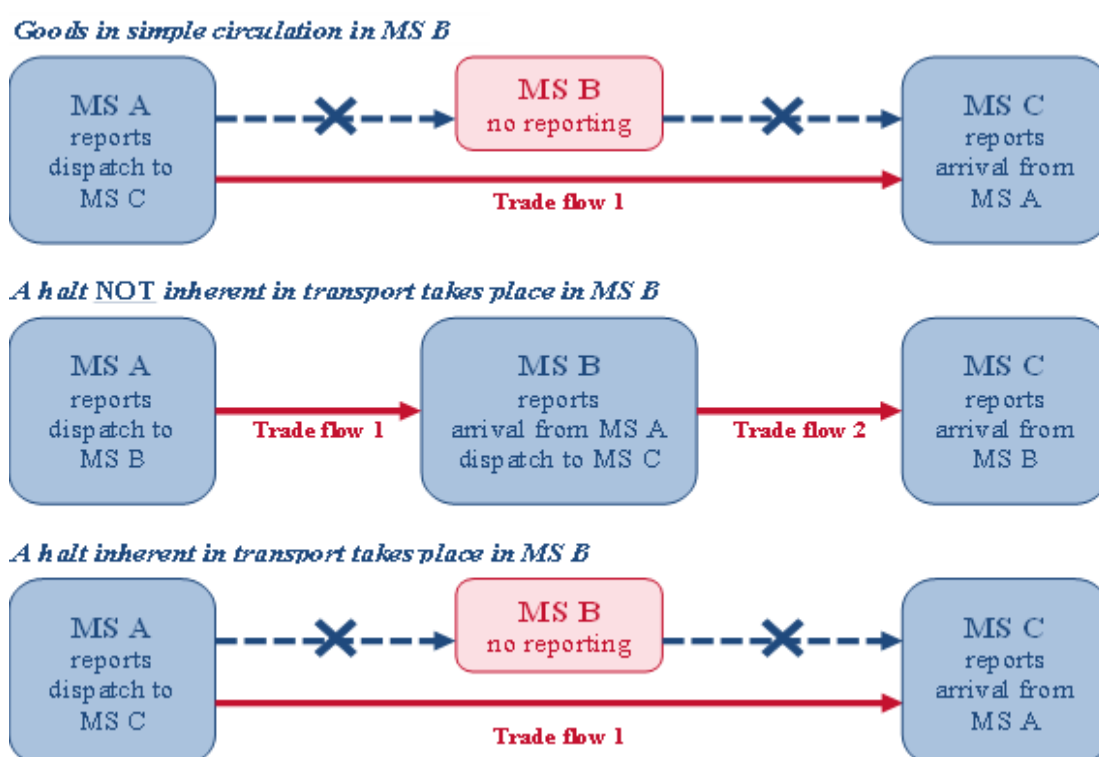 Goods in simple circulation in MS B
MS A
reports
dispatch to
MS C
MS B
no reporting
MS C
reports
arrival from
MS A
Trade flow 1
A halt NOT inherent in transport takes place in MS B
MS A
reports
dispatch to
MS B
Trade flow 1
MS B
reports
arrival from MS A
dispatch to MS C
Trade flow 2
MS C
reports
arrival from
MS B
A halt inherent in transport takes place in MS B
MS A
reports
dispatch to
MS C
MS B
no reporting
MS C
reports
arrival from
MS A
Trade flow 1